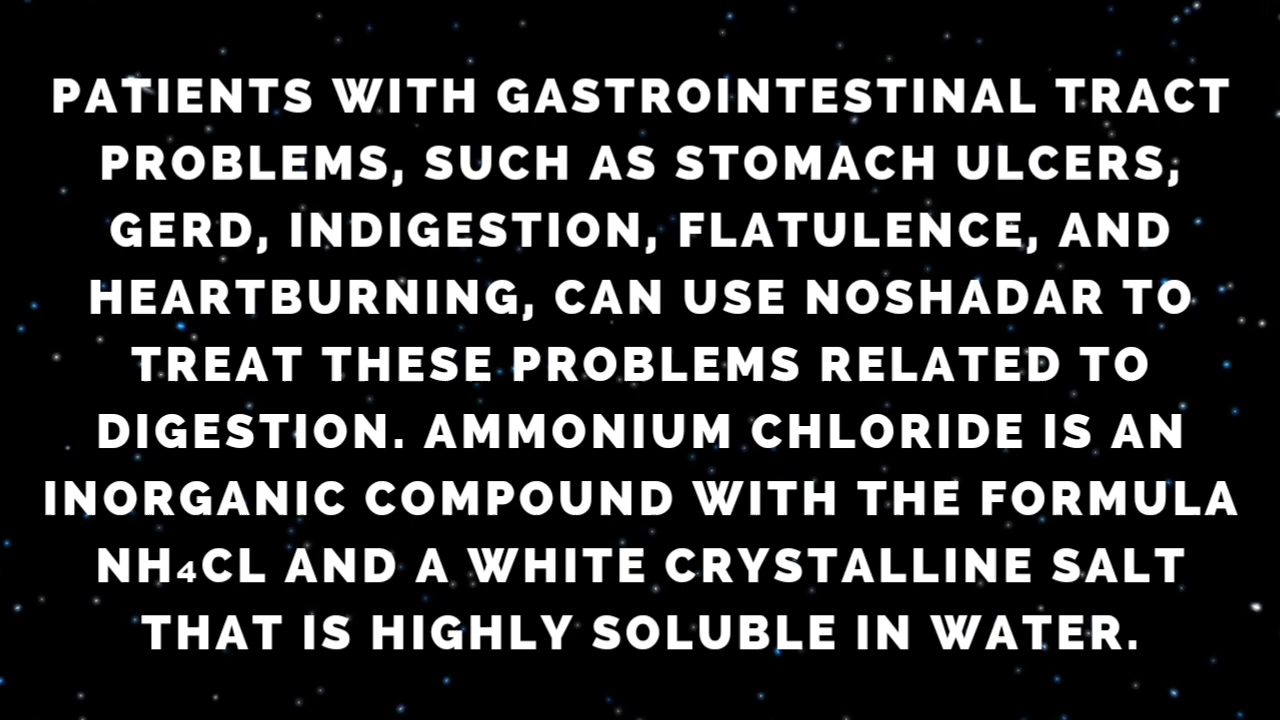 PATIENTS WITH GASTROINTESTINAL TRACT
PROBLEMS, SUCH AS STOMACH ULCERS,
GERD, INDIGESTION, FLATULENCE, AND
HEARTBURNING, CAN USE NOSHADAR TO
TREAT THESE PROBLEMS RELATED TO
DIGESTION. AMMONIUM CHLORIDE IS AN
INORGANIC COMPOUND WITH THE FORMULA
NH₄CL AND A WHITE CRYSTALLINE SALT
THAT IS HIGHLY SOLUBLE IN WATER.